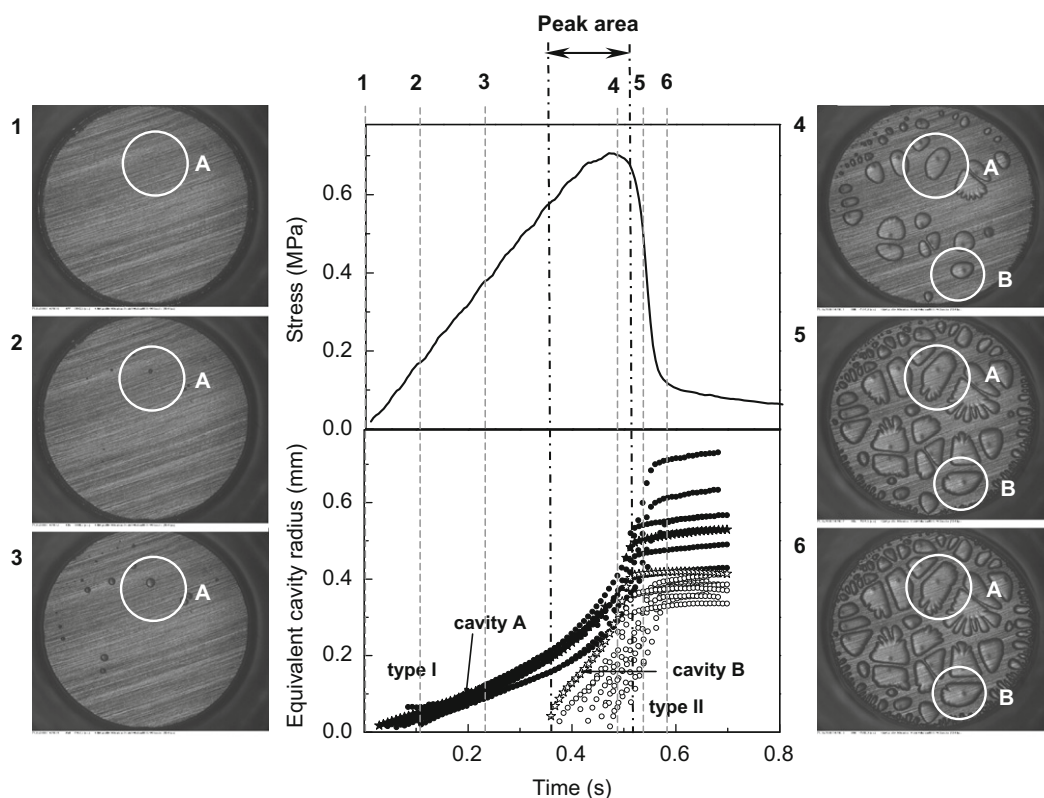 Peak area
1 2 3 4 5 6
1
A
2
A
3
A
Stress (MPa)
0.6
0.4
0.2
0.0
Equivalent cavity radius (mm)
0.6
0.4
0.2
0.0
cavity A
type I
cavity B
type II
0.2 0.4 0.6 0.8
Time (s)
4
A
B
5
A
B
6
A
B